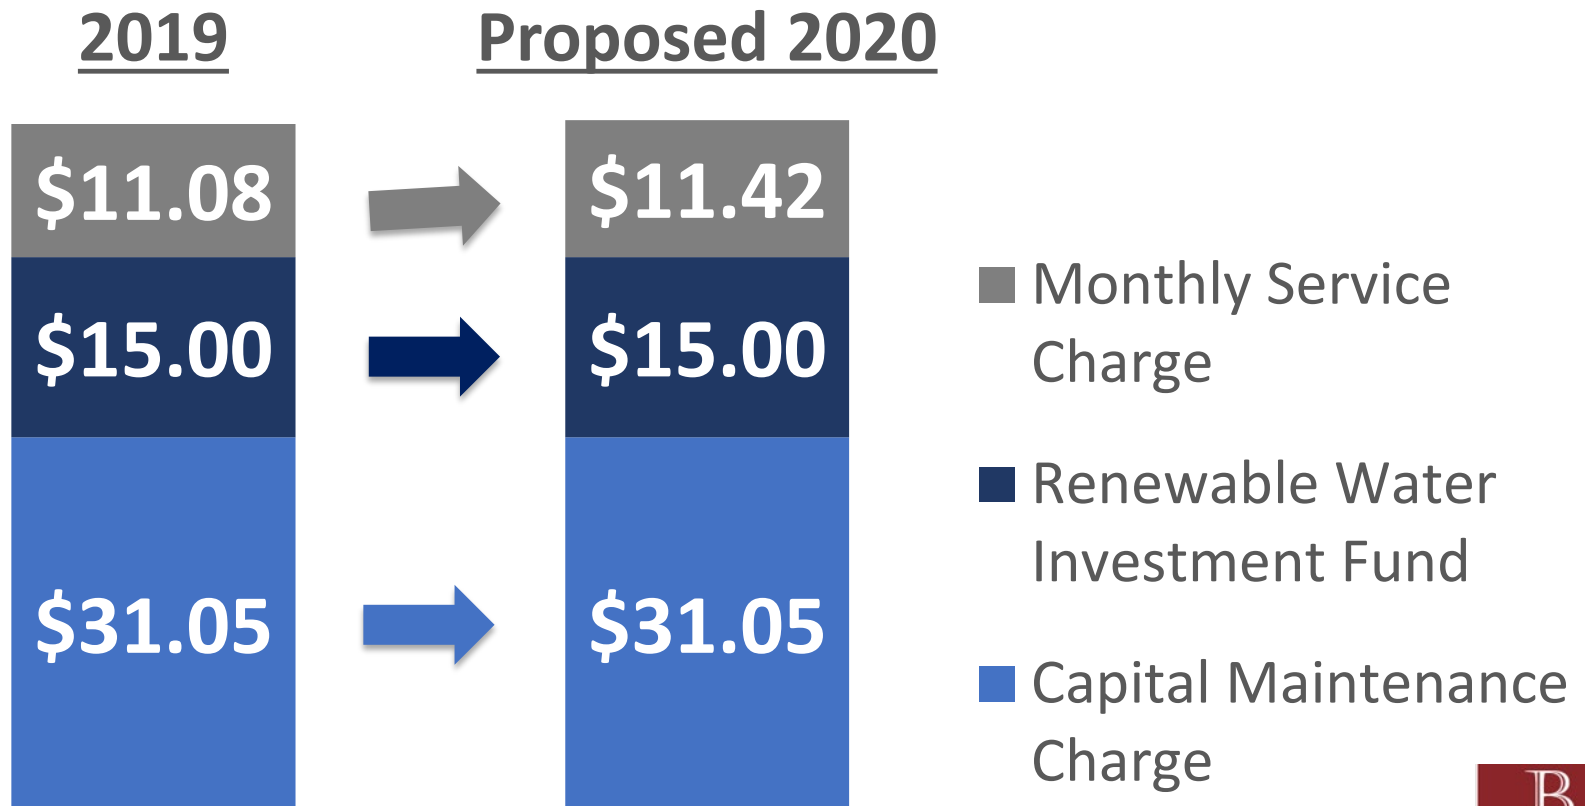 2019
Proposed 2020
$11.08
$11.42
$15.00
$15.00
$31.05
$31.05
Monthly Service
Charge
Renewable Water
Investment Fund
Capital Maintenance
Charge
B